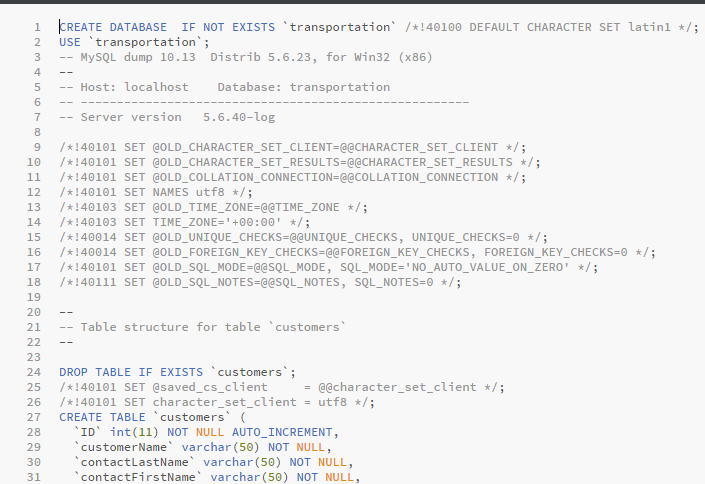 1 CREATE DATABASE  IF NOT EXISTS `transportation` /*!40100 DEFAULT CHARACTER SET latin1 */;
2 USE `transportation`;
3 -- MySQL dump 10.13  Distrib 5.6.23, for Win32 (x86)
4 --
5 -- Host: localhost    Database: transportation
6 -- ------------------------------------------------------
7 -- Server version	5.6.40-log
8
9 /*!40101 SET @OLD_CHARACTER_SET_CLIENT=@@CHARACTER_SET_CLIENT */;
10 /*!40101 SET @OLD_CHARACTER_SET_RESULTS=@@CHARACTER_SET_RESULTS */;
11 /*!40101 SET @OLD_COLLATION_CONNECTION=@@COLLATION_CONNECTION */;
12 /*!40101 SET NAMES utf8 */;
13 /*!40103 SET @OLD_TIME_ZONE=@@TIME_ZONE */;
14 /*!40103 SET TIME_ZONE='+00:00' */;
15 /*!40014 SET @OLD_UNIQUE_CHECKS=@@UNIQUE_CHECKS, UNIQUE_CHECKS=0 */;
16 /*!40014 SET @OLD_FOREIGN_KEY_CHECKS=@@FOREIGN_KEY_CHECKS, FOREIGN_KEY_CHECKS=0 */;
17 /*!40101 SET @OLD_SQL_MODE=@@SQL_MODE, SQL_MODE='NO_AUTO_VALUE_ON_ZERO' */;
18 /*!40111 SET @OLD_SQL_NOTES=@@SQL_NOTES, SQL_NOTES=0 */;
19
20 --
21 -- Table structure for table `customers`
22 --
23
24 DROP TABLE IF EXISTS `customers`;
25 /*!40101 SET @saved_cs_client     = @@character_set_client */;
26 /*!40101 SET character_set_client = utf8 */;
27 CREATE TABLE `customers` (
28   `ID` int(11) NOT NULL AUTO_INCREMENT,
29   `customerName` varchar(50) NOT NULL,
30   `contactLastName` varchar(50) NOT NULL,
31   `contactFirstName` varchar(50) NOT NULL,